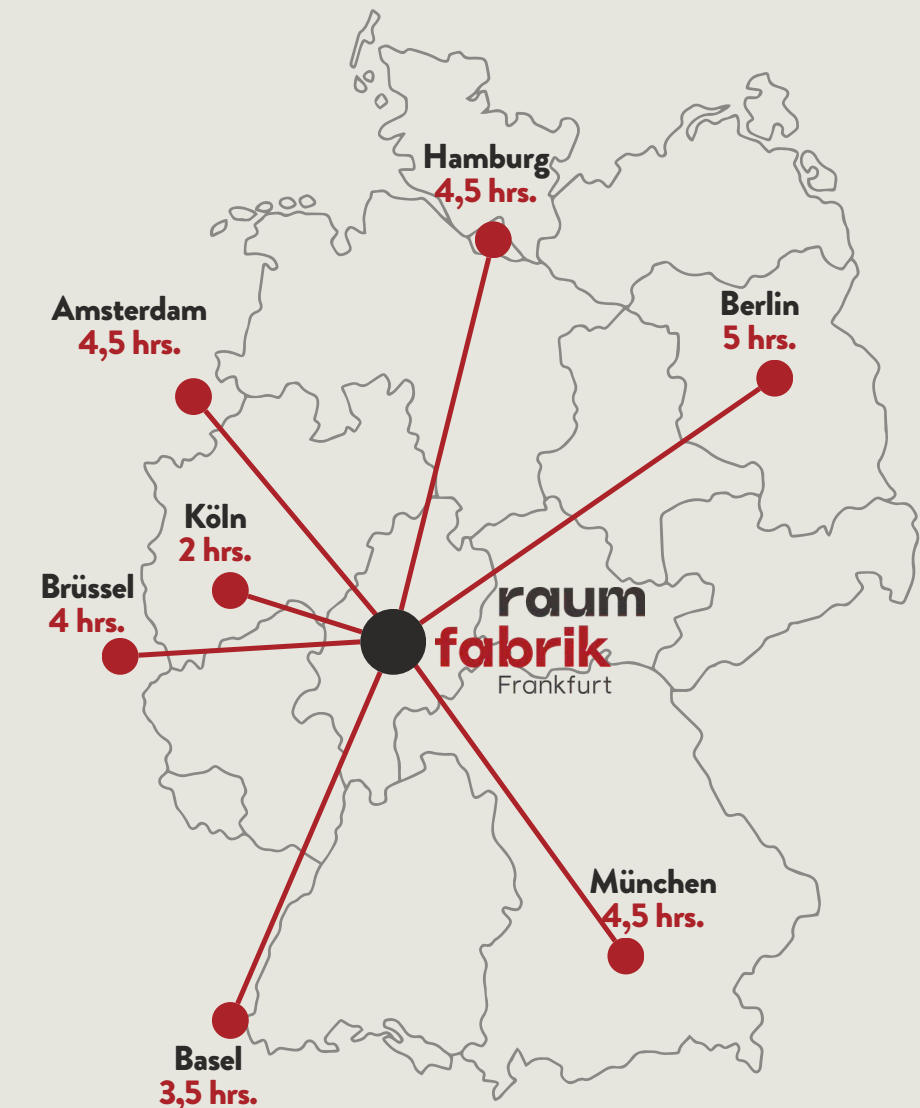 Hamburg
4,5 hrs.
Amsterdam
4,5 hrs.
Berlin
5 hrs.
Köln
2 hrs.
Brüssel
4 hrs.
raum
fabrik
Frankfurt
München
4,5 hrs.
Basel
3,5 hrs.